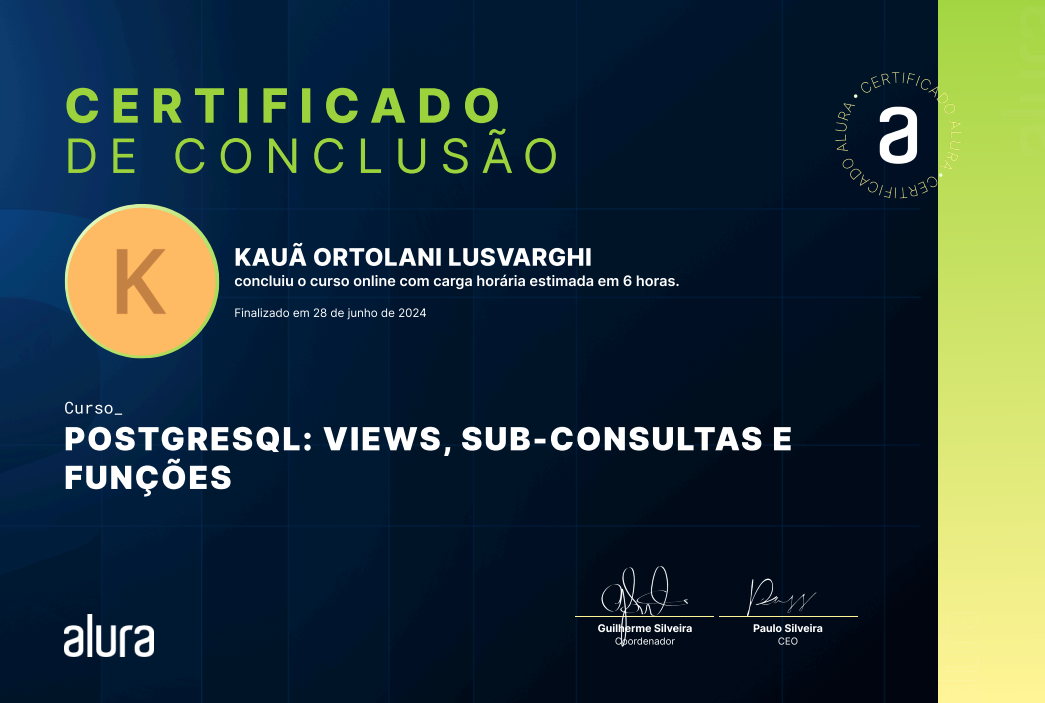 CERTIFICADO
DE CONCLUSÃO
CERTIFICADO ALURA • CERTIFICADO ALURA •
a
K
KAUÃ ORTOLANI LUSVARGHI
concluiu o curso online com carga horária estimada em 6 horas.
Finalizado em 28 de junho de 2024
Curso_
POSTGRESQL: VIEWS, SUB-CONSULTAS E
FUNÇÕES
alura
Guilherme Silveira
Coordenador
Paulo Silveira
CEO